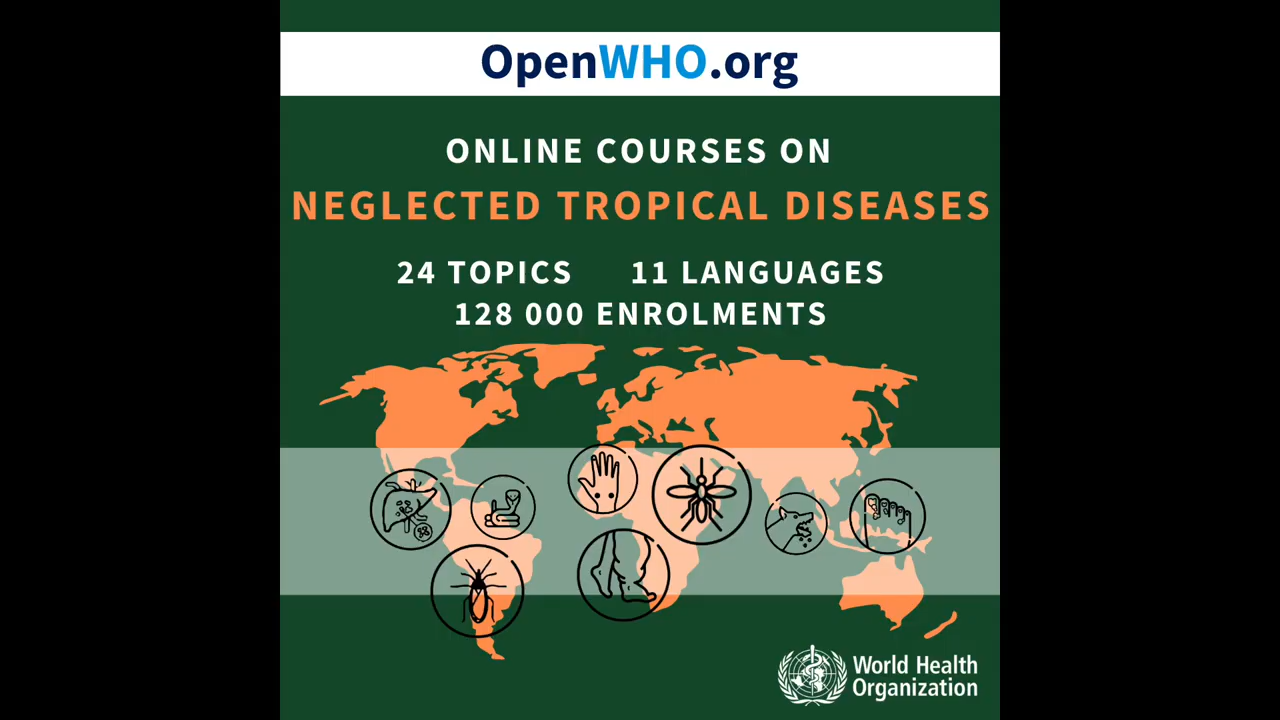 OpenWHO.org
ONLINE COURSES ON
NEGLECTED TROPICAL DISEASES
24 TOPICS 11 LANGUAGES
128 000 ENROLMENTS
World Health
Organization